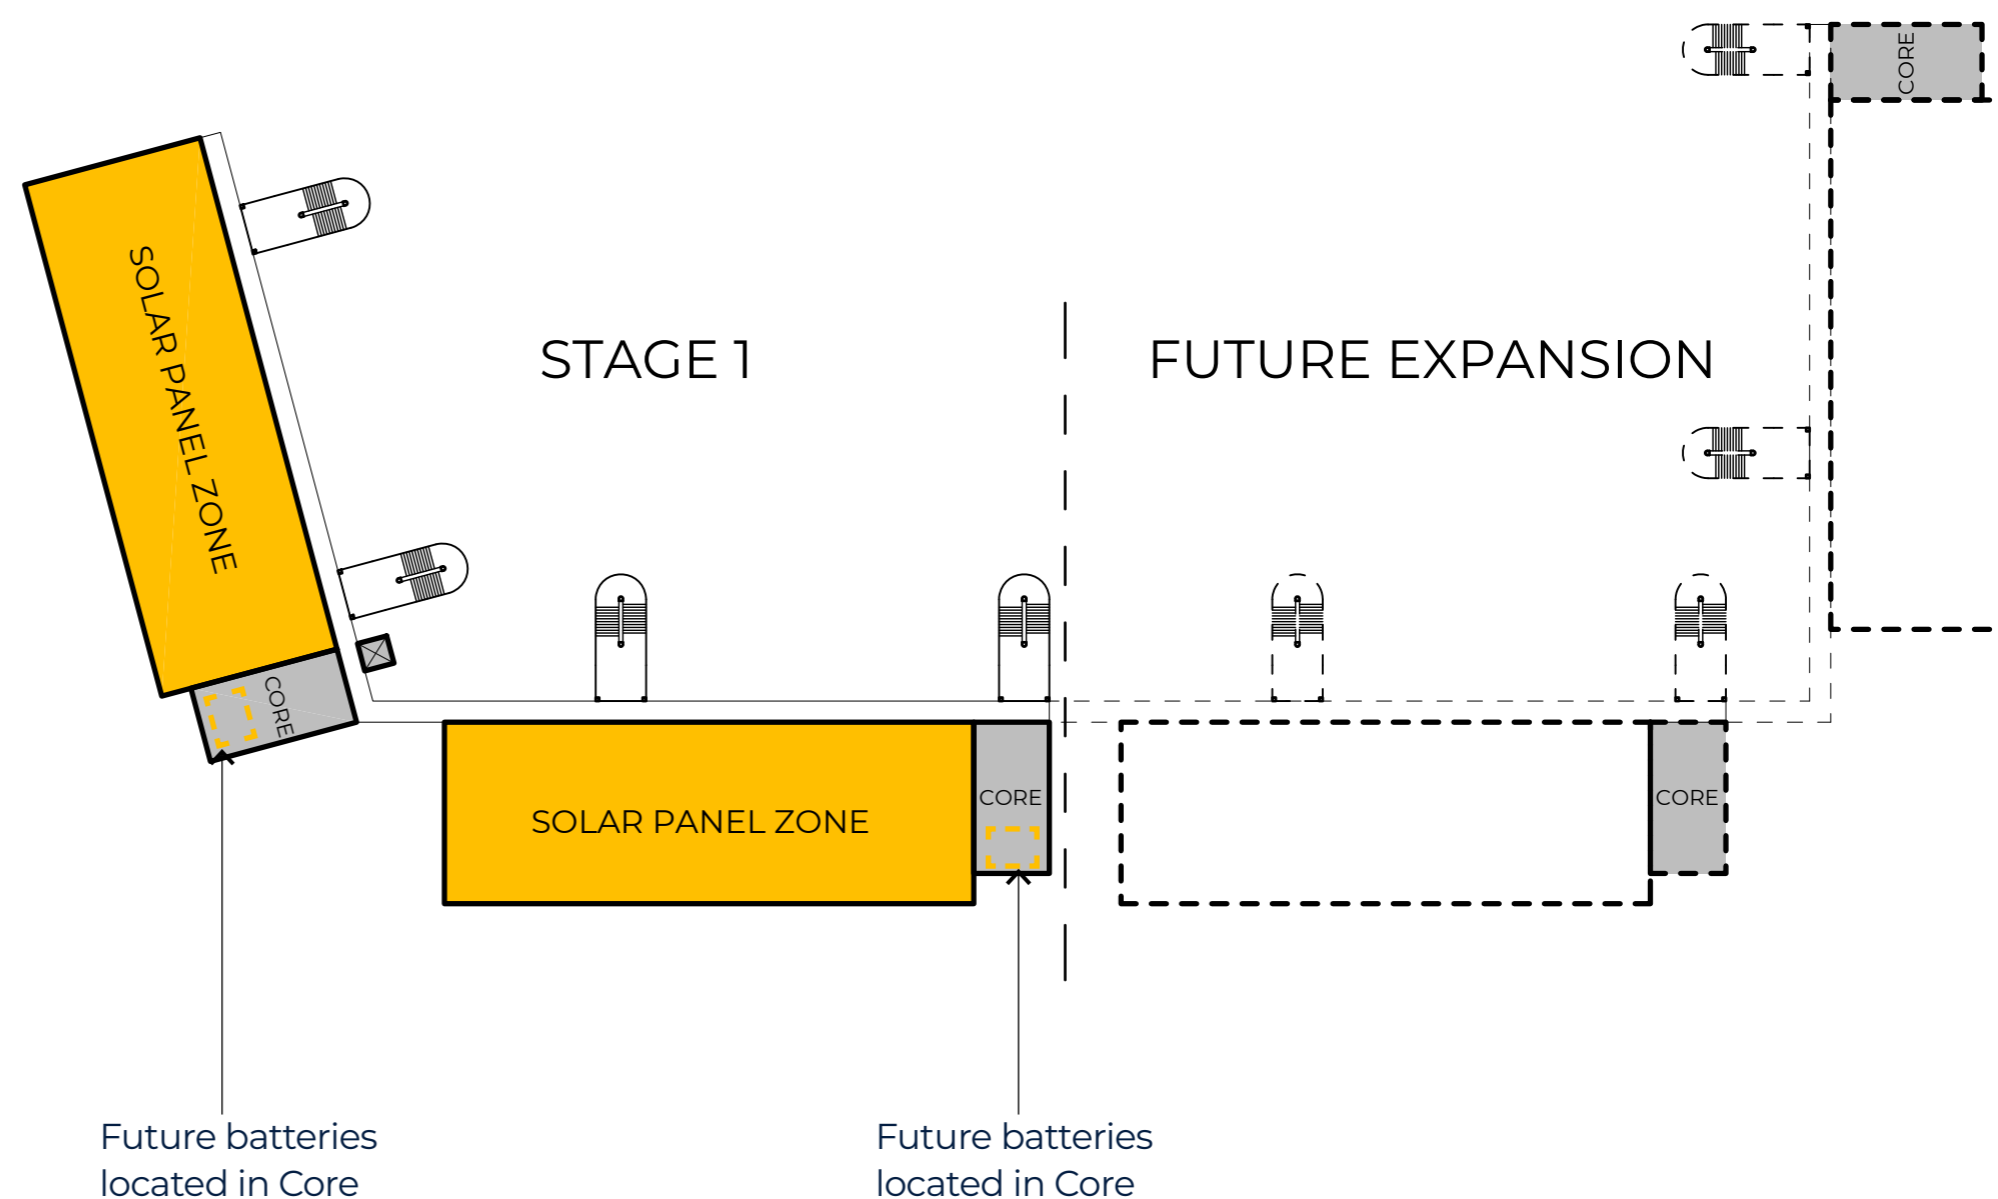 CORE
SOLAR PANEL ZONE
STAGE 1
FUTURE EXPANSION
CORE
SOLAR PANEL ZONE
CORE
CORE
Future batteries
located in Core
Future batteries
located in Core